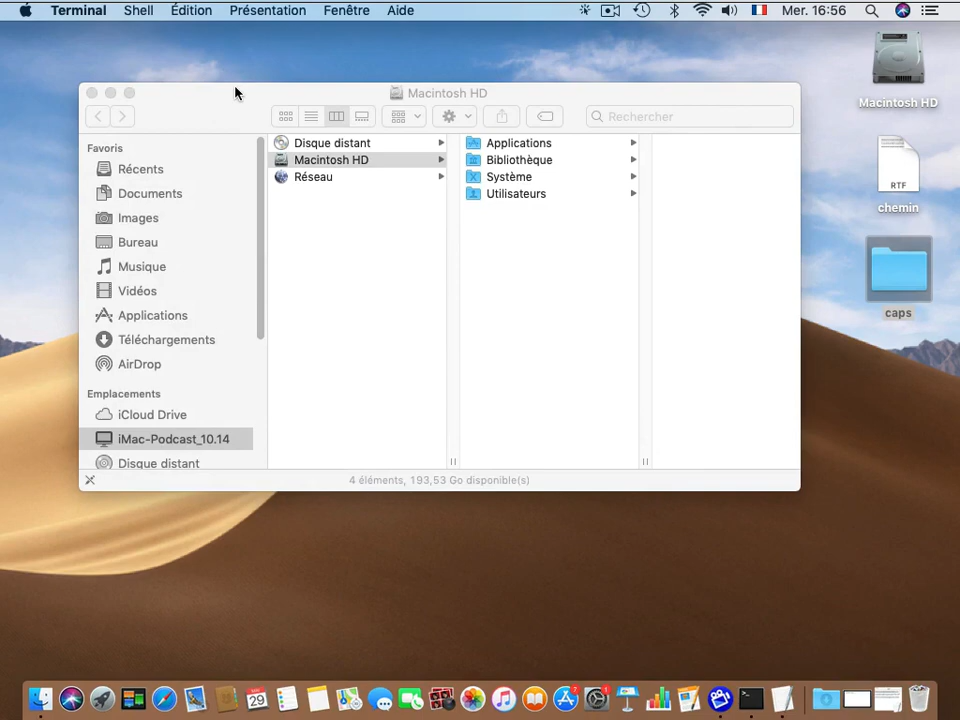 Terminal Shell Édition Présentation Fenêtre Aide Mer. 16:56
Macintosh HD
Rechercher
Favoris
Récents
Documents
Images
Bureau
Musique
Vidéos
Applications
Téléchargements
AirDrop
Emplacements
iCloud Drive
iMac-Podcast_10.14
Disque distant
Disque distant
Macintosh HD
Réseau
Applications
Bibliothèque
Système
Utilisateurs
4 éléments, 193,53 Go disponible(s)
Macintosh HD
RTF
chemin
caps
29